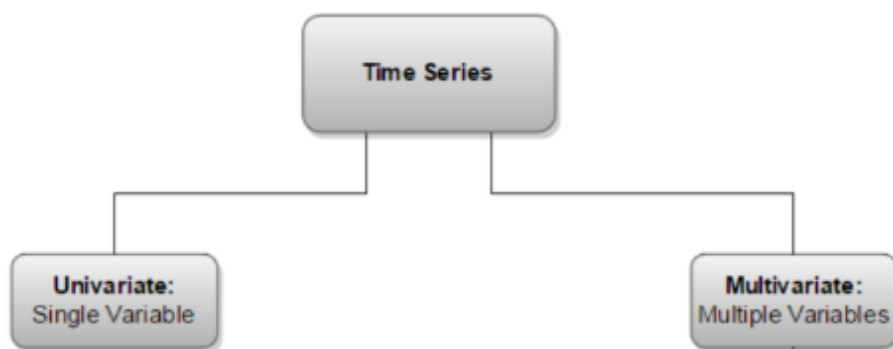 Time Series
Univariate:
Single Variable
Multivariate:
Multiple Variables